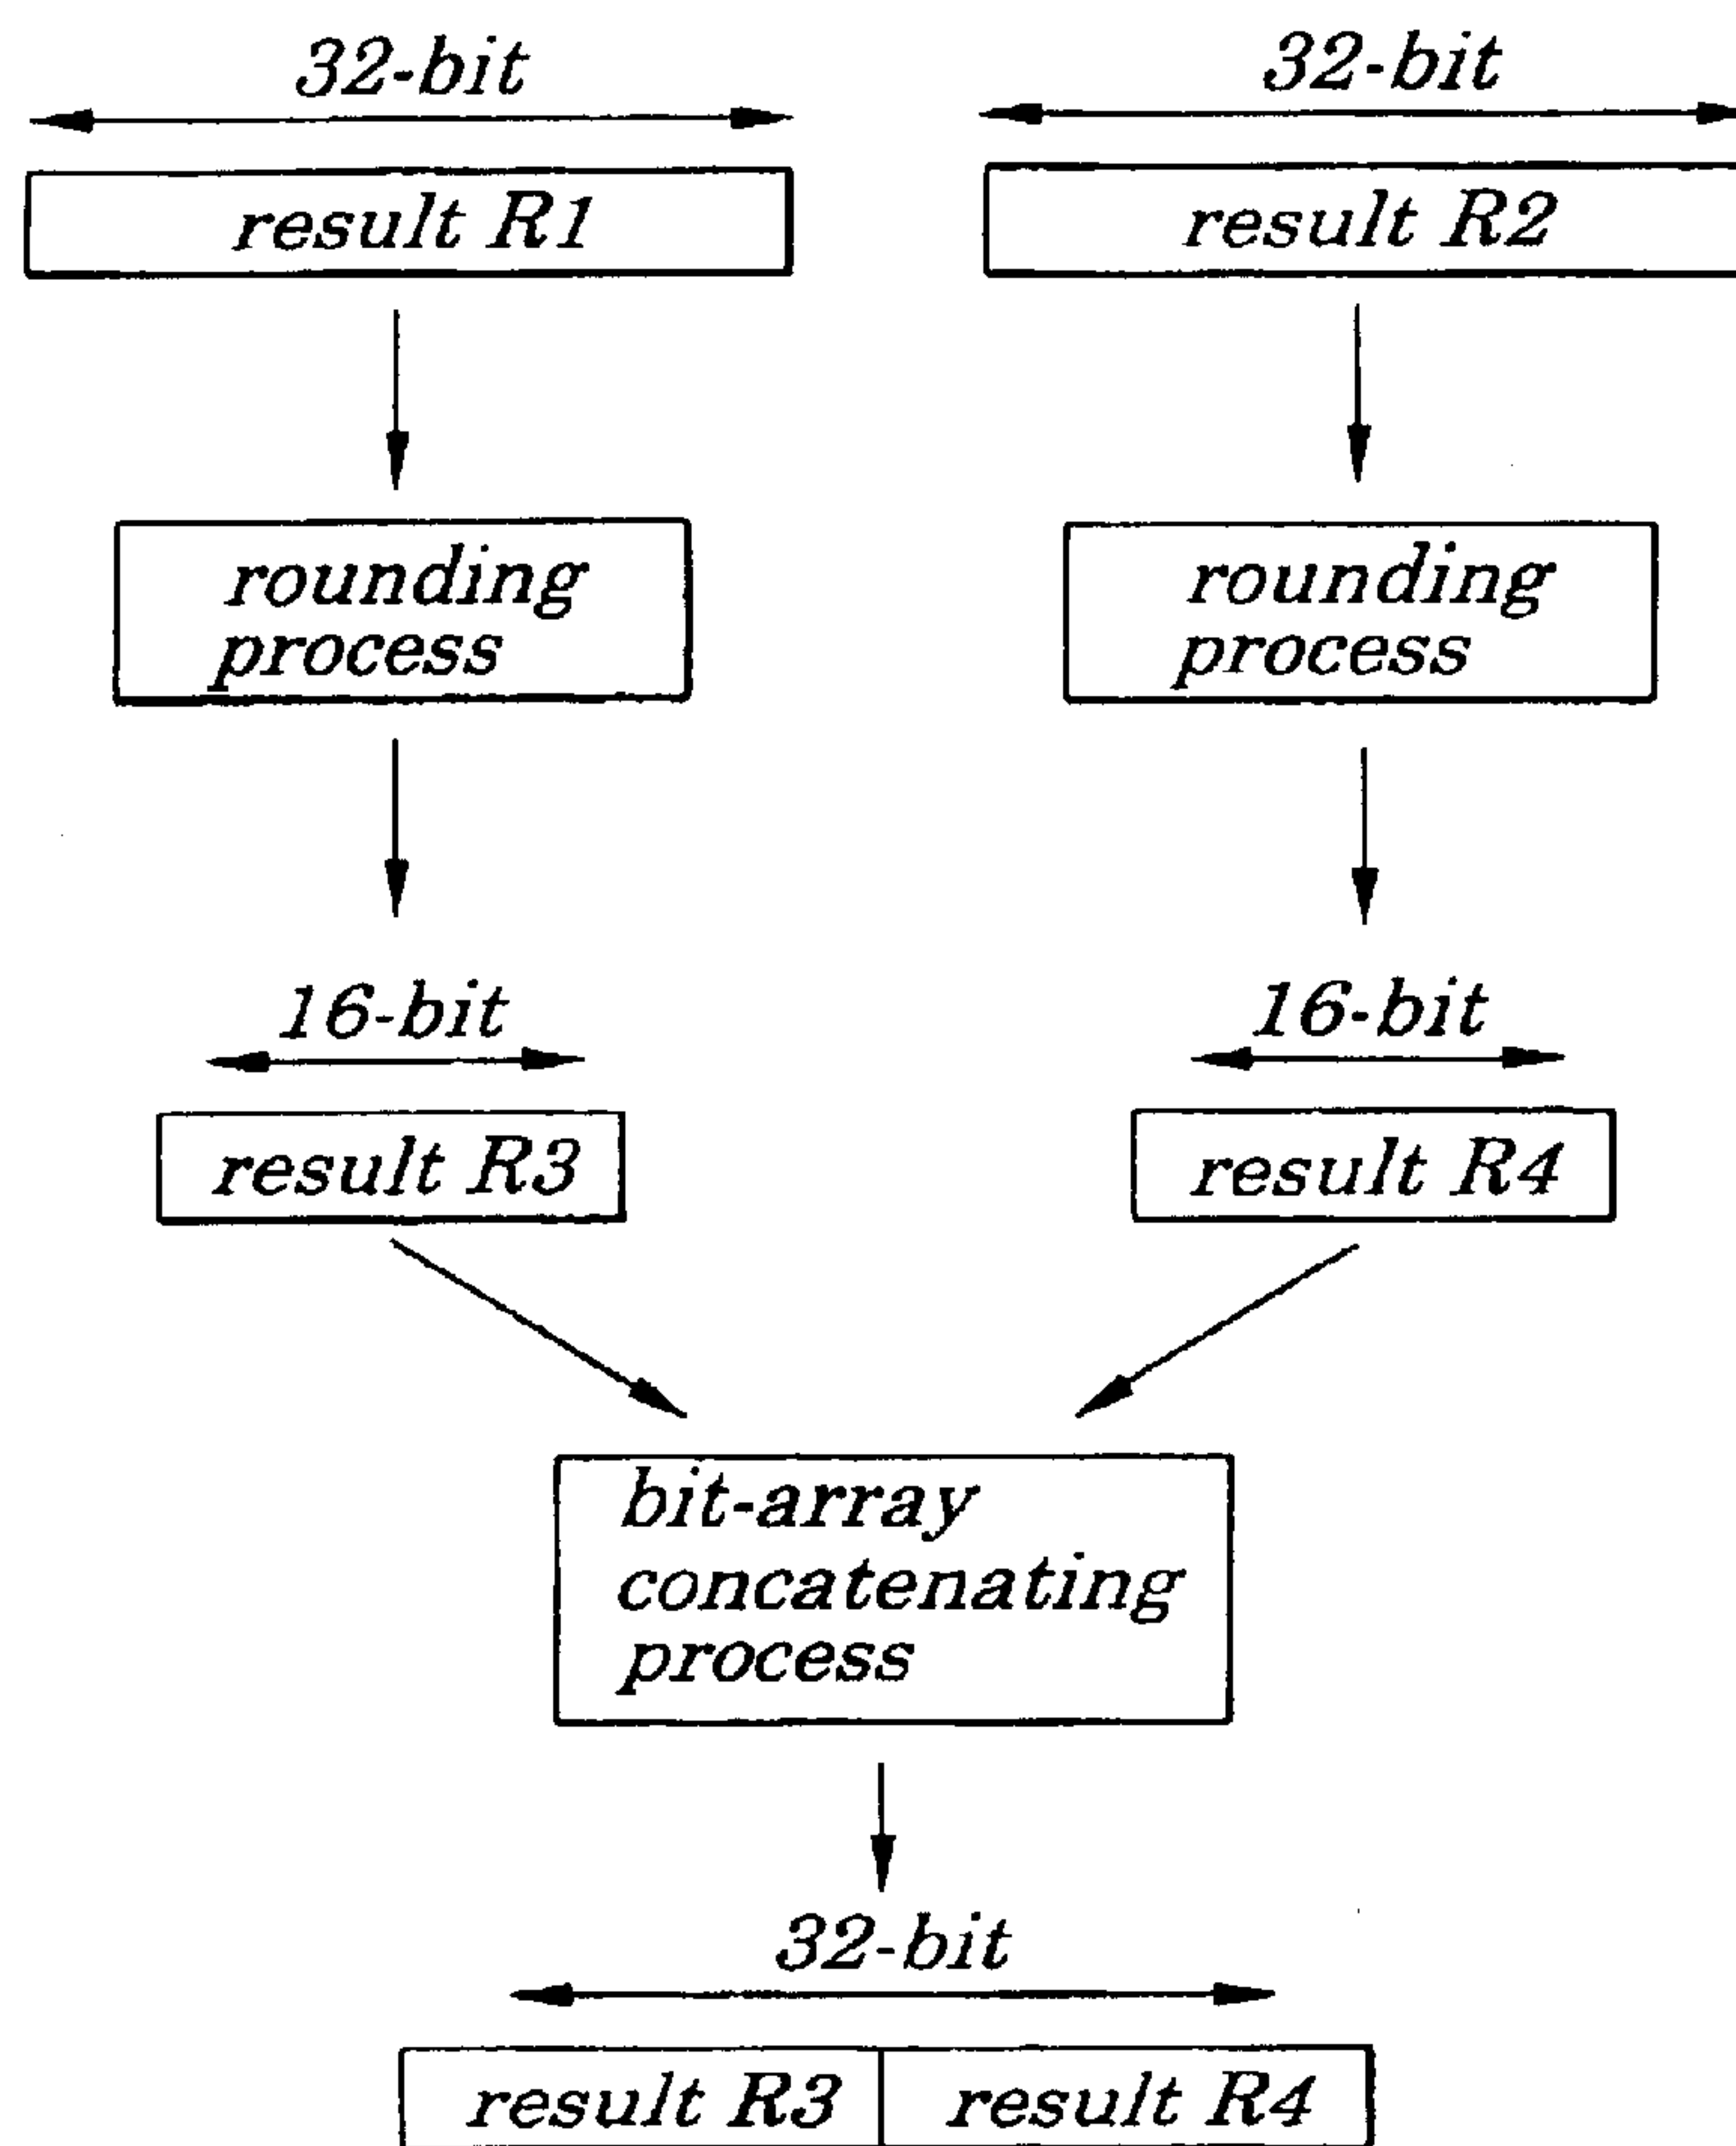 32-bit
32-bit
result R1
result R2
rounding
process
rounding
process
16-bit
16-bit
result R3
result R4
bit-array
concatenating
process
32-bit
result R3
result R4